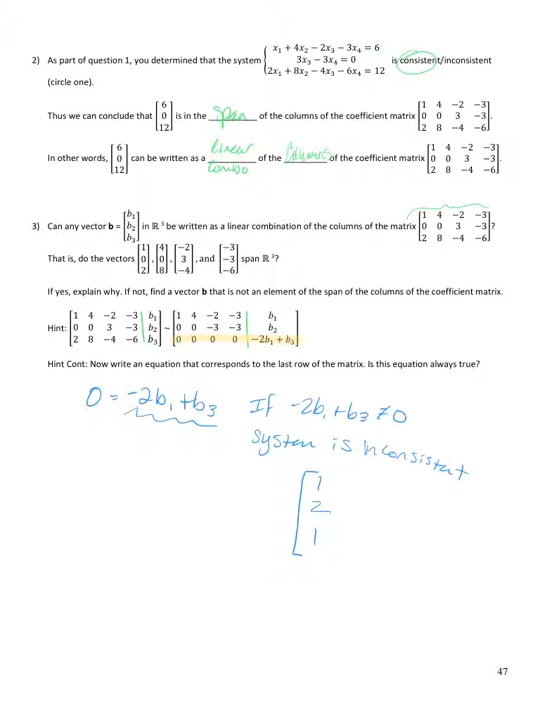 2) As part of question 1, you determined that the system { x₁ + 4x₂ − 2x₃ − 3x₄ = 6 is consistent/inconsistent
3x₃ − 3x₄ = 0
2x₁ + 8x₂ − 4x₃ − 6x₄ = 12
(circle one).
Thus we can conclude that [6; 0; 12] is in the span of the columns of the coefficient matrix [1 4 −2 −3; 0 0 3 −3; 2 8 −4 −6].
In other words, [6; 0; 12] can be written as a linear combo of the columns of the coefficient matrix [1 4 −2 −3; 0 0 3 −3; 2 8 −4 −6].
3) Can any vector b = [b₁; b₂; b₃] in ℝ ³ be written as a linear combination of the columns of the matrix [1 4 −2 −3; 0 0 3 −3; 2 8 −4 −6]?
That is, do the vectors [1; 0; 2], [4; 0; 8], [−2; 3; −4], and [−3; −3; −6] span ℝ ³?
If yes, explain why. If not, find a vector b that is not an element of the span of the columns of the coefficient matrix.
Hint: [1 4 −2 −3 | b₁; 0 0 3 −3 | b₂; 2 8 −4 −6 | b₃] ~ [1 4 −2 −3 | b₁; 0 0 −3 −3 | b₂; 0 0 0 0 | −2b₁ + b₃]
Hint Cont: Now write an equation that corresponds to the last row of the matrix. Is this equation always true?
0 = −2b₁ + b₃ If −2b₁ + b₃ ≠ 0
System is inconsistent
[1
2
1
47